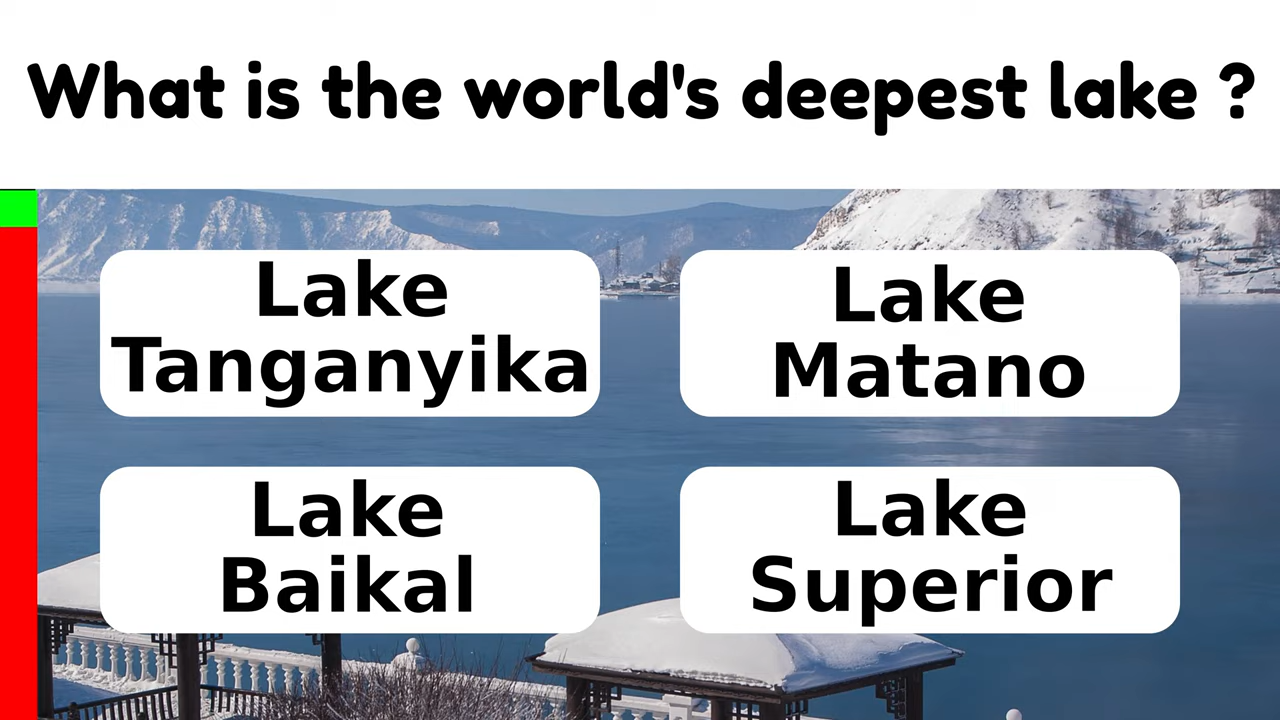 What is the world's deepest lake ?
Lake
Tanganyika
Lake
Matano
Lake
Baikal
Lake
Superior